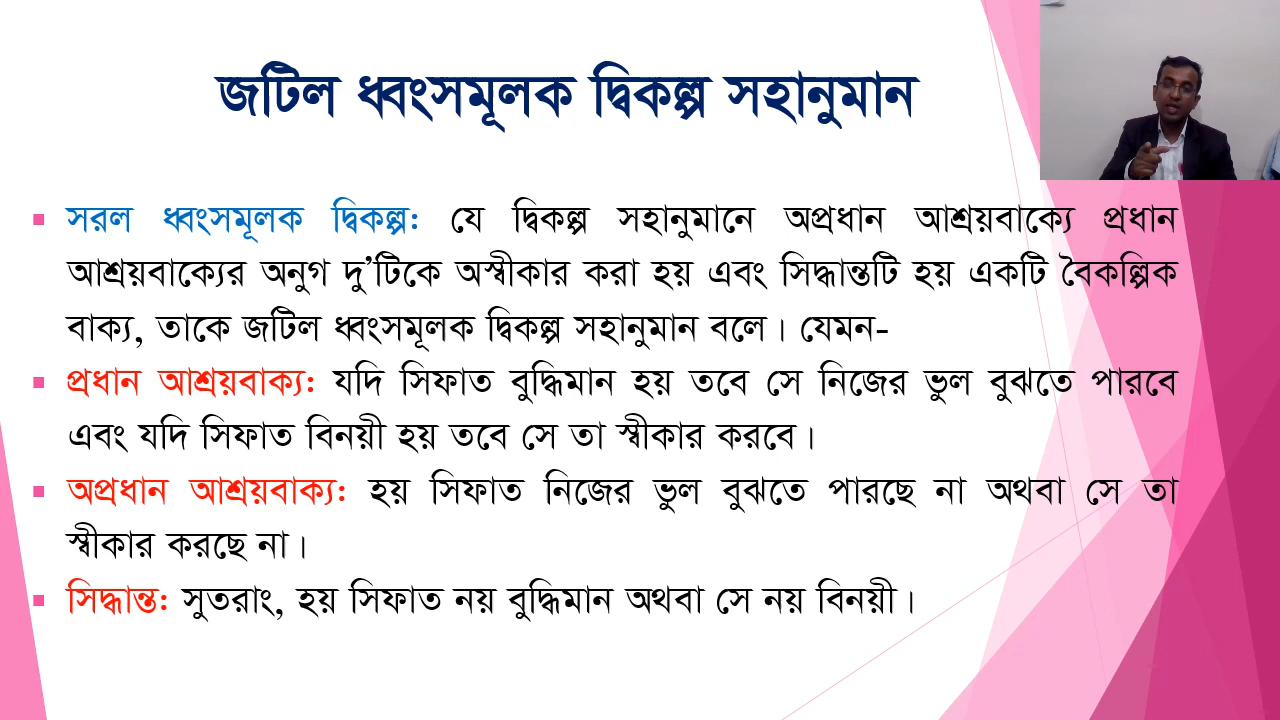 জটিল ধ্বংসমূলক দ্বিকল্প সহানুমান
সরল ধ্বংসমূলক দ্বিকল্প: যে দ্বিকল্প সহানুমানে অপ্রধান আশ্রয়বাক্যে প্রধান
আশ্রয়বাক্যের অনুগ দু’টিকে অস্বীকার করা হয় এবং সিদ্ধান্তটি হয় একটি বৈকল্পিক
বাক্য, তাকে জটিল ধ্বংসমূলক দ্বিকল্প সহানুমান বলে। যেমন-
প্রধান আশ্রয়বাক্য: যদি সিফাত বুদ্ধিমান হয় তবে সে নিজের ভুল বুঝতে পারবে
এবং যদি সিফাত বিনয়ী হয় তবে সে তা স্বীকার করবে।
অপ্রধান আশ্রয়বাক্য: হয় সিফাত নিজের ভুল বুঝতে পারছে না অথবা সে তা
স্বীকার করছে না।
সিদ্ধান্ত: সুতরাং, হয় সিফাত নয় বুদ্ধিমান অথবা সে নয় বিনয়ী।